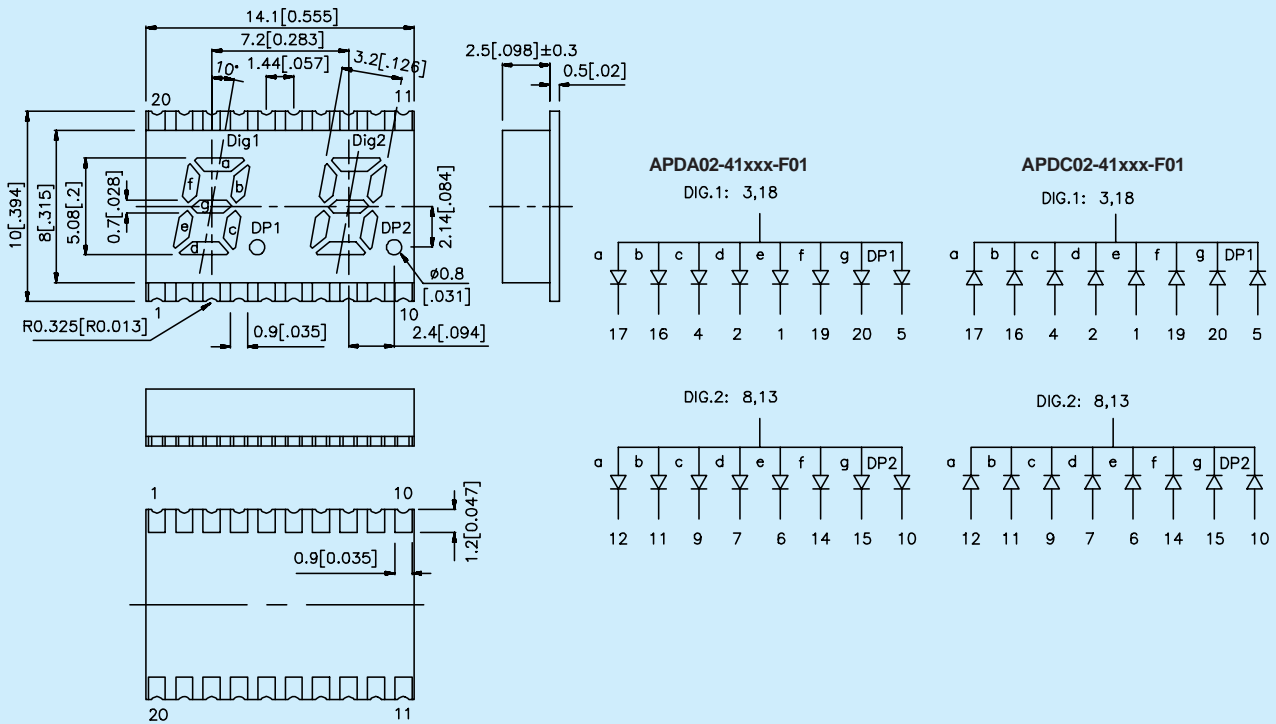 14.1[0.555]
7.2[0.283]
10° 1.44[.057] 3.2[.126]
20 11
Dig1 Dig2
a
f b
g
e c
d
DP1 DP2
10[.394]
8[.315]
5.08[.2]
0.7[.028]
2.14[.084]
ø0.8
[.031]
1 10
R0.325[R0.013]
0.9[0.035]
2.4[.094]
2.5[.098]±0.3
0.5[.02]
1 10
1.2[0.047]
0.9[0.035]
20 11
APDA02-41xxx-F01
DIG.1: 3,18
a b c d e f g DP1
17 16 4 2 1 19 20 5
DIG.2: 8,13
a b c d e f g DP2
12 11 9 7 6 14 15 10
APDC02-41xxx-F01
DIG.1: 3,18
a b c d e f g DP1
17 16 4 2 1 19 20 5
DIG.2: 8,13
a b c d e f g DP2
12 11 9 7 6 14 15 10